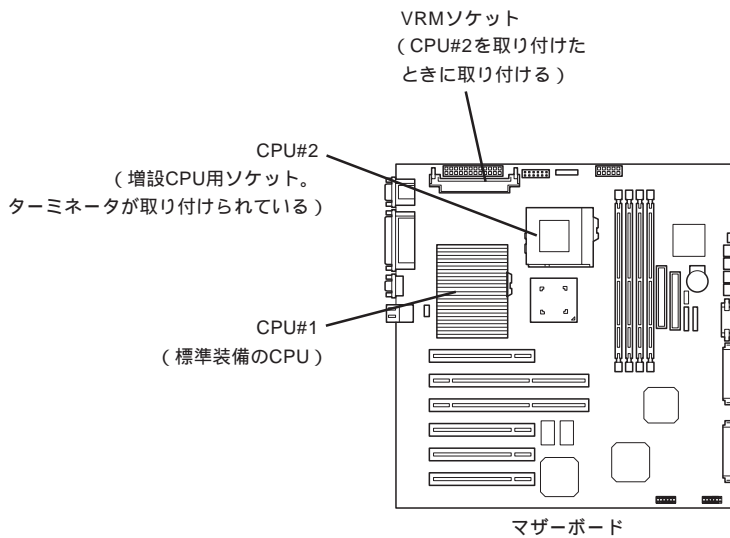 VRMソケット
(CPU#2を取り付けた
ときに取り付ける)
CPU#2
(増設CPU用ソケット。
ターミネータが取り付けられている)
CPU#1
(標準装備のCPU)
マザーボード